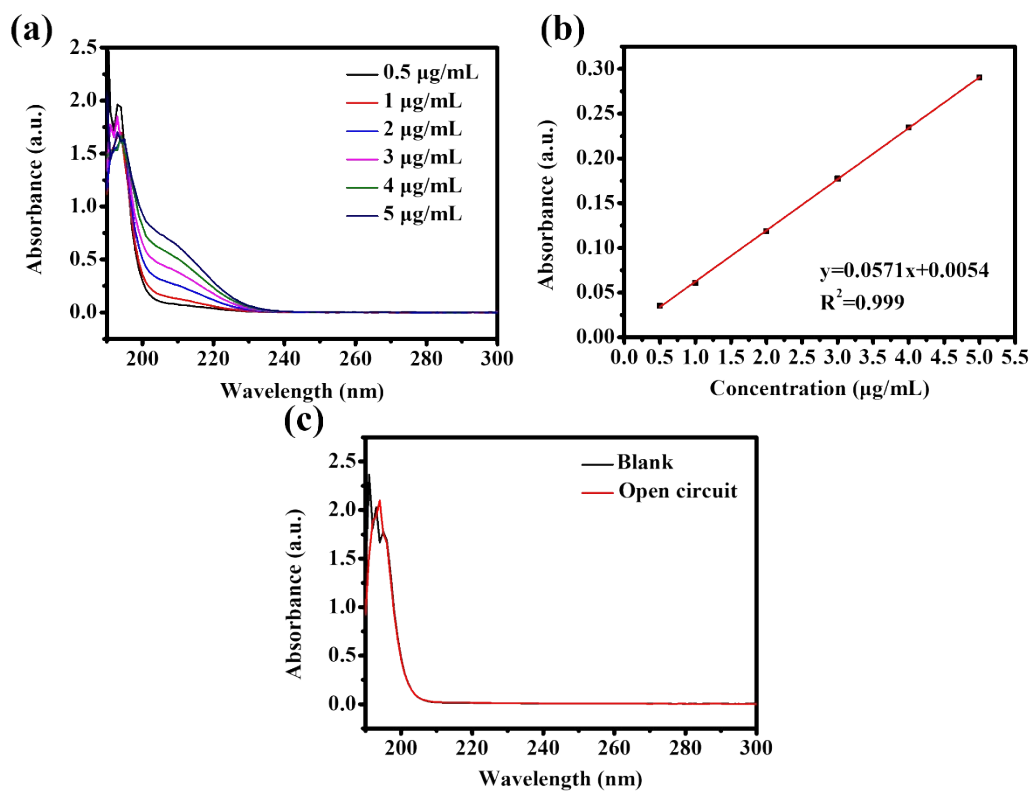 (a)
2.5
2.0
1.5
1.0
0.5
0.0
Absorbance (a.u.)
200 220 240 260 280 300
Wavelength (nm)
0.5 μg/mL
1 μg/mL
2 μg/mL
3 μg/mL
4 μg/mL
5 μg/mL
(b)
0.30
0.25
0.20
0.15
0.10
0.05
0.00
Absorbance (a.u.)
y=0.0571x+0.0054
R²=0.999
0.0 0.5 1.0 1.5 2.0 2.5 3.0 3.5 4.0 4.5 5.0 5.5
Concentration (μg/mL)
(c)
2.5
2.0
1.5
1.0
0.5
0.0
Absorbance (a.u.)
Blank
Open circuit
200 220 240 260 280 300
Wavelength (nm)